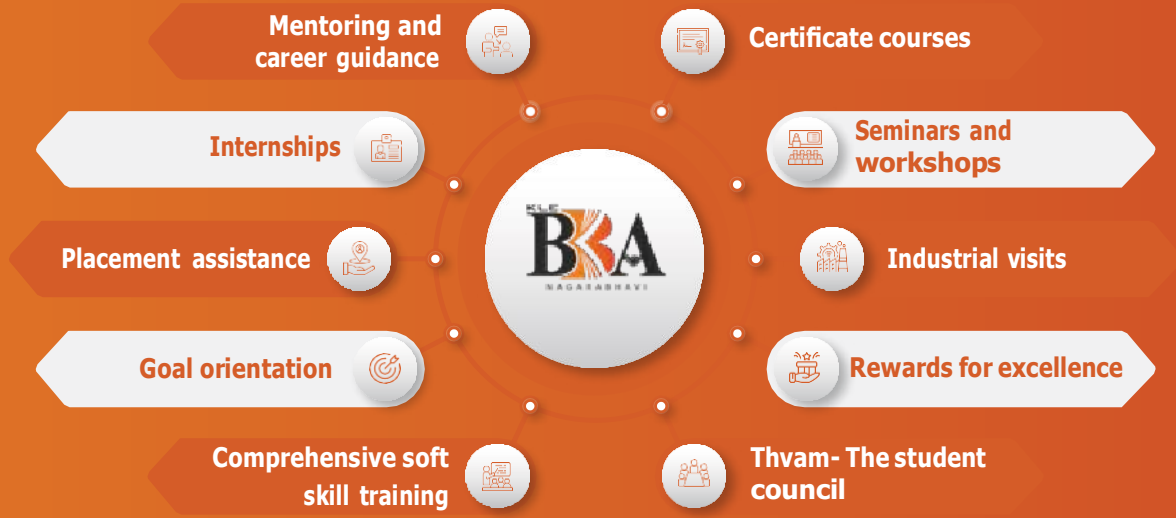 Mentoring and
career guidance
Internships
Placement assistance
Goal orientation
Comprehensive soft
skill training
KLE
BKA
NAGARABHAVI
Certificate courses
Seminars and
workshops
Industrial visits
Rewards for excellence
Thvam- The student
council